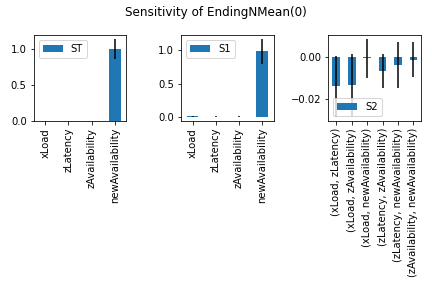 Sensitivity of EndingNMean(0)
1.0
0.5
0.0
ST
xLoad
zLatency
zAvailability
newAvailability
1.0
0.5
0.0
S1
xLoad
zLatency
zAvailability
newAvailability
0.00
−0.02
S2
(xLoad, zLatency)
(xLoad, zAvailability)
(xLoad, newAvailability)
(zLatency, zAvailability)
(zLatency, newAvailability)
(zAvailability, newAvailability)